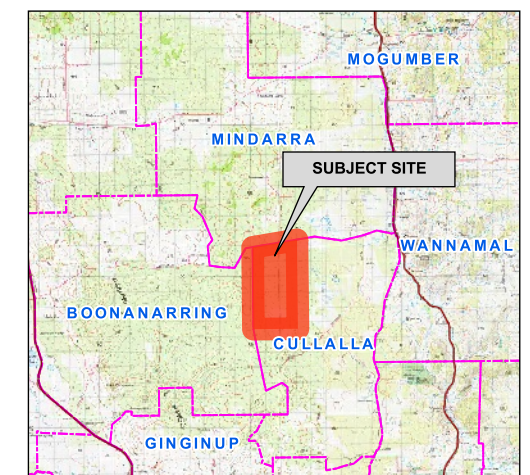 MOGUMBER
MINDARRA
SUBJECT SITE
WANNAMAL
BOONANARRING
CULLALLA
GINGINUP